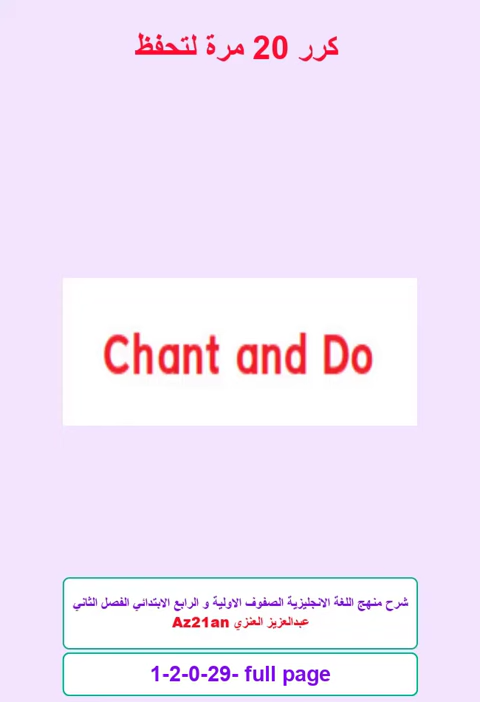 كرر 20 مرة لتحفظ
Chant and Do
شرح منهج اللغة الانجليزية الصفوف الاولية و الرابع الابتدائي الفصل الثاني
عبدالعزيز العنزي Az21an
1-2-0-29- full page